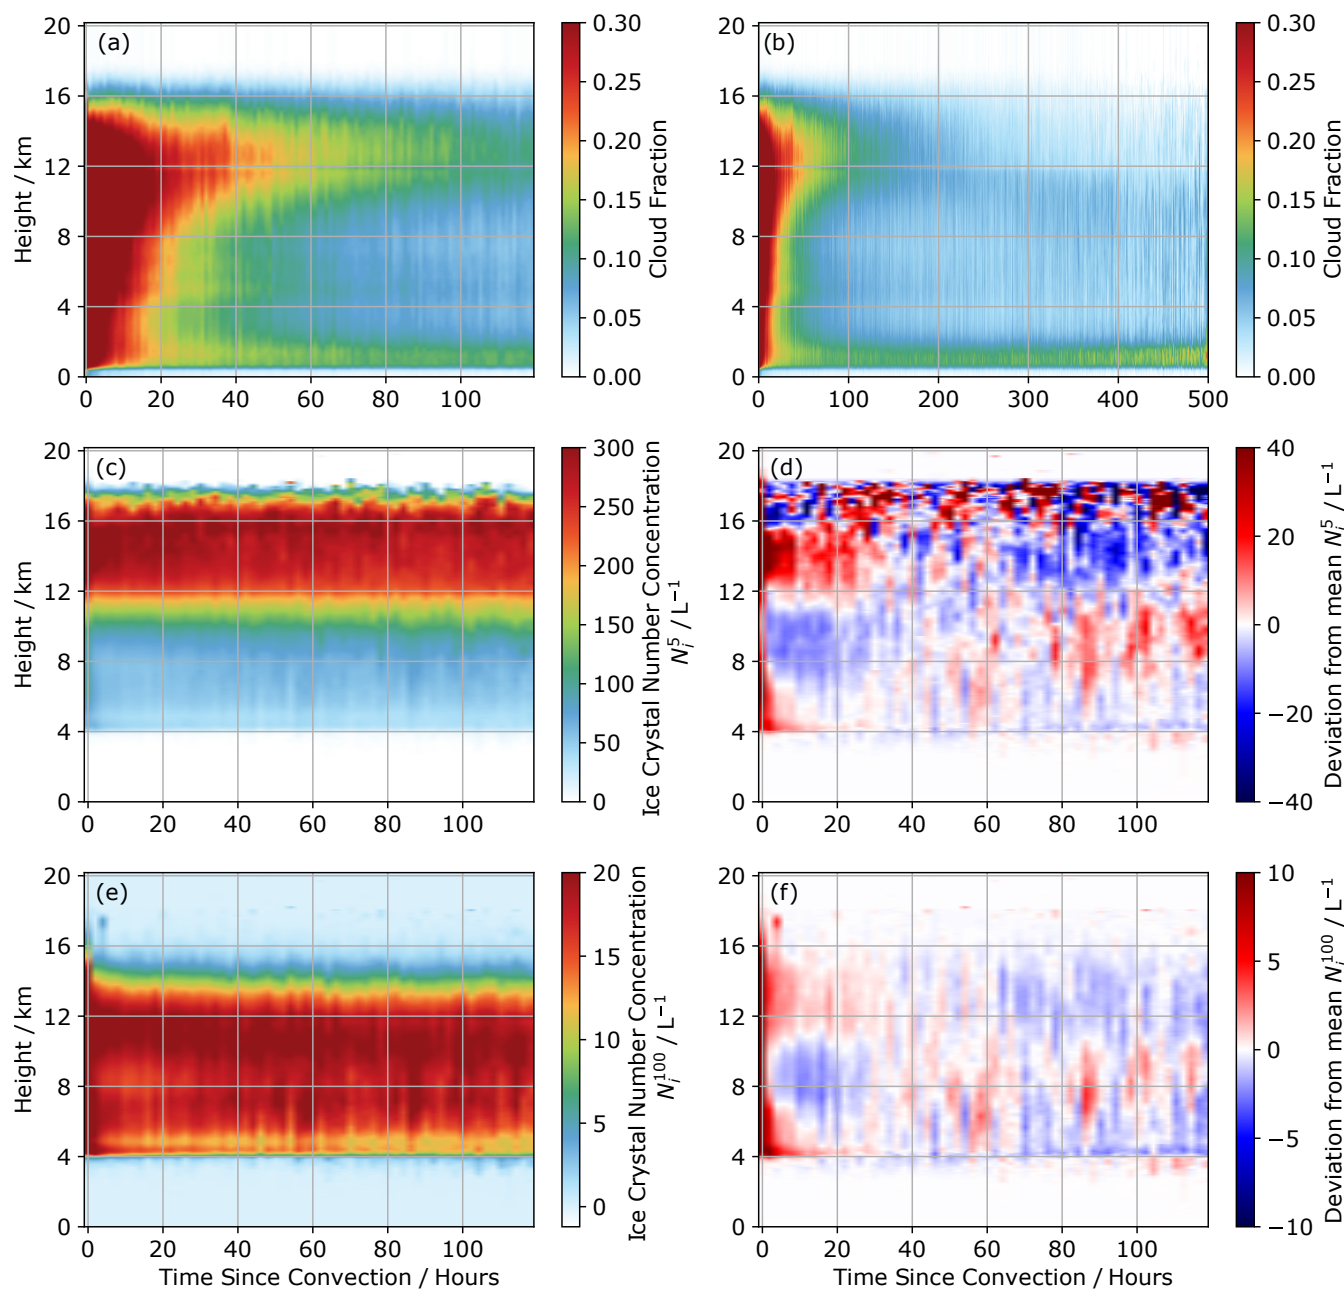 (a)
20
16
12
8
4
0
Height / km
0 20 40 60 80 100
0.30
0.25
0.20
0.15
0.10
0.05
0.00
Cloud Fraction
(b)
20
16
12
8
4
0
0 100 200 300 400 500
0.30
0.25
0.20
0.15
0.10
0.05
0.00
Cloud Fraction
(c)
20
16
12
8
4
0
Height / km
0 20 40 60 80 100
300
250
200
150
100
50
0
Ice Crystal Number Concentration
N_i^5 / L⁻¹
(d)
20
16
12
8
4
0
0 20 40 60 80 100
40
20
0
−20
−40
Deviation from mean N_i^5 / L⁻¹
(e)
20
16
12
8
4
0
Height / km
0 20 40 60 80 100
Time Since Convection / Hours
20
15
10
5
0
Ice Crystal Number Concentration
N_i^100 / L⁻¹
(f)
20
16
12
8
4
0
0 20 40 60 80 100
Time Since Convection / Hours
10
5
0
−5
−10
Deviation from mean N_i^100 / L⁻¹